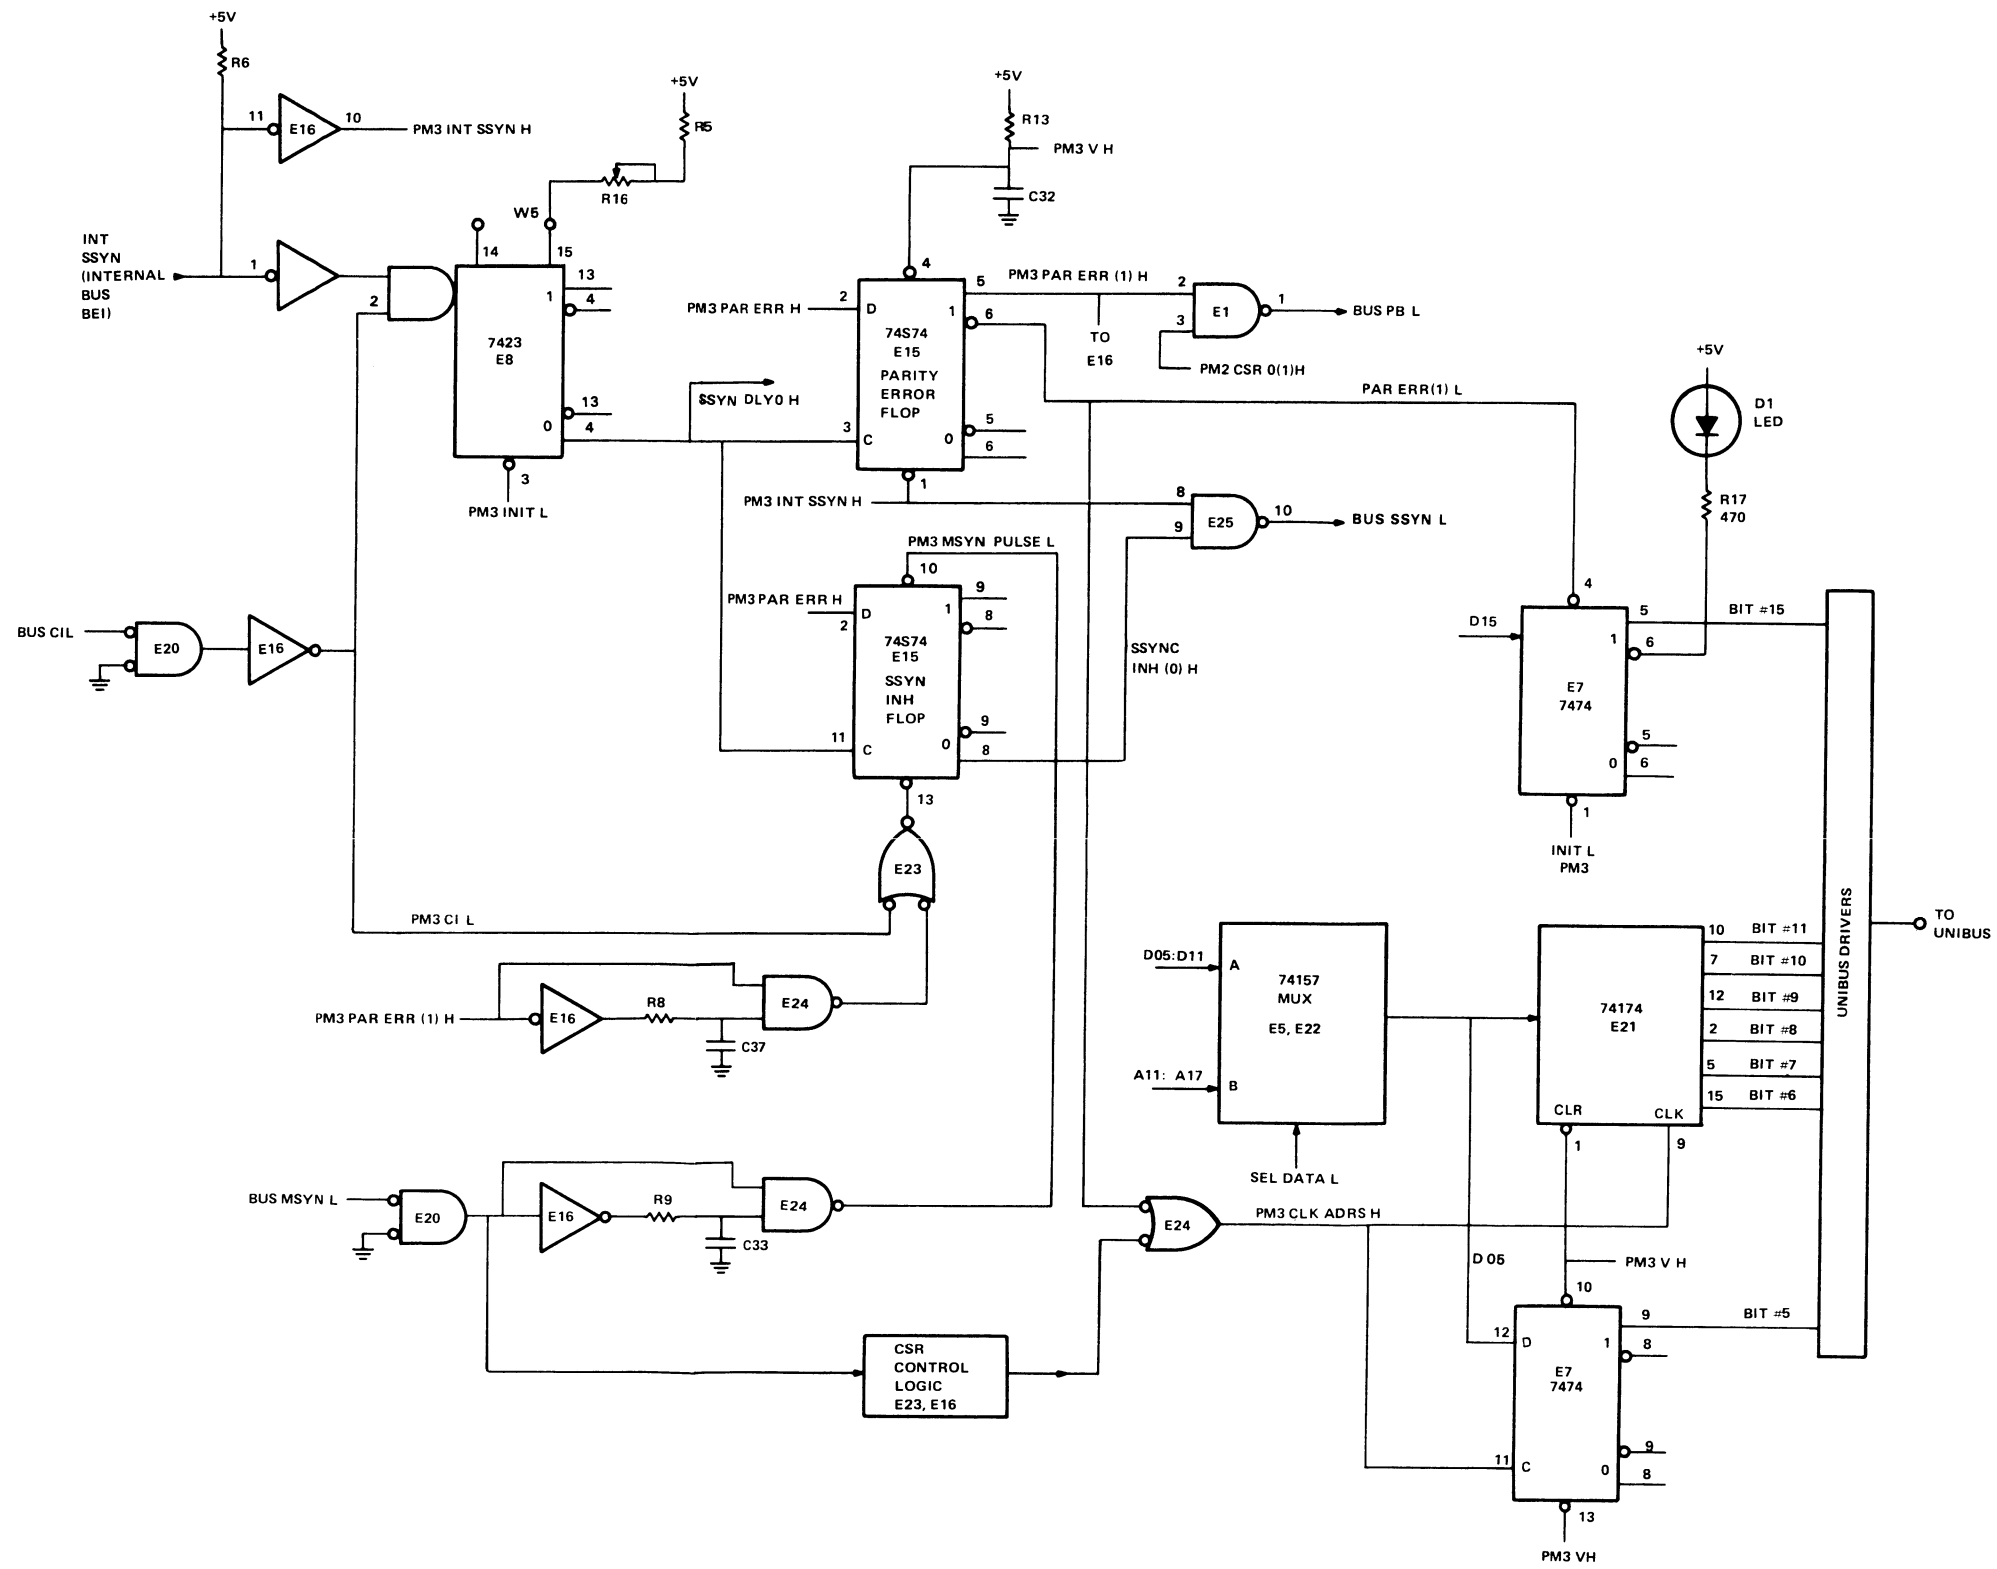 +5V
R6
11
E16
10
PM3 INT SSYN H
+5V
R5
R16
W5
14
15
INT
SSYN
(INTERNAL
BUS
BEI)
1
2
7423
E8
1
13
4
13
0
4
3
PM3 INIT L
SSYN DLY0 H
+5V
R13
PM3 V H
C32
4
PM3 PAR ERR H
2
D
74S74
E15
PARITY
ERROR
FLOP
1
5
6
5
0
6
3
C
1
PM3 PAR ERR (1) H
TO
E16
2
3
E1
1
BUS PB L
PM2 CSR 0(1)H
PAR ERR(1) L
PM3 INT SSYN H
8
9
E25
10
BUS SSYN L
PM3 MSYN PULSE L
10
PM3 PAR ERR H
D
2
74S74
E15
SSYN
INH
FLOP
1
9
8
9
0
8
11
C
13
SSYNC
INH (0) H
E23
BUS CIL
E20
E16
PM3 CI L
PM3 PAR ERR (1) H
E16
R8
C37
E24
BUS MSYN L
E20
E16
R9
C33
E24
CSR
CONTROL
LOGIC
E23, E16
E24
PM3 CLK ADRS H
+5V
D1
LED
R17
470
4
D15
1
5
BIT #15
6
E7
7474
5
0
6
1
INIT L
PM3
D05:D11
A
74157
MUX
E5, E22
A11: A17
B
SEL DATA L
74174
E21
CLR
CLK
1
9
10
BIT #11
7
BIT #10
12
BIT #9
2
BIT #8
5
BIT #7
15
BIT #6
UNIBUS DRIVERS
TO
UNIBUS
D 05
PM3 V H
10
12
D
1
9
BIT #5
8
E7
7474
9
0
8
11
C
13
PM3 VH